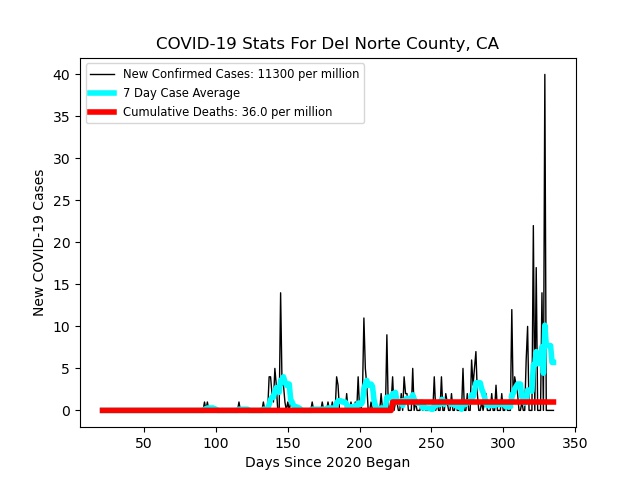 COVID-19 Stats For Del Norte County, CA
New Confirmed Cases: 11300 per million
7 Day Case Average
Cumulative Deaths: 36.0 per million
40
35
30
25
20
15
10
5
0
New COVID-19 Cases
50
100
150
200
250
300
350
Days Since 2020 Began